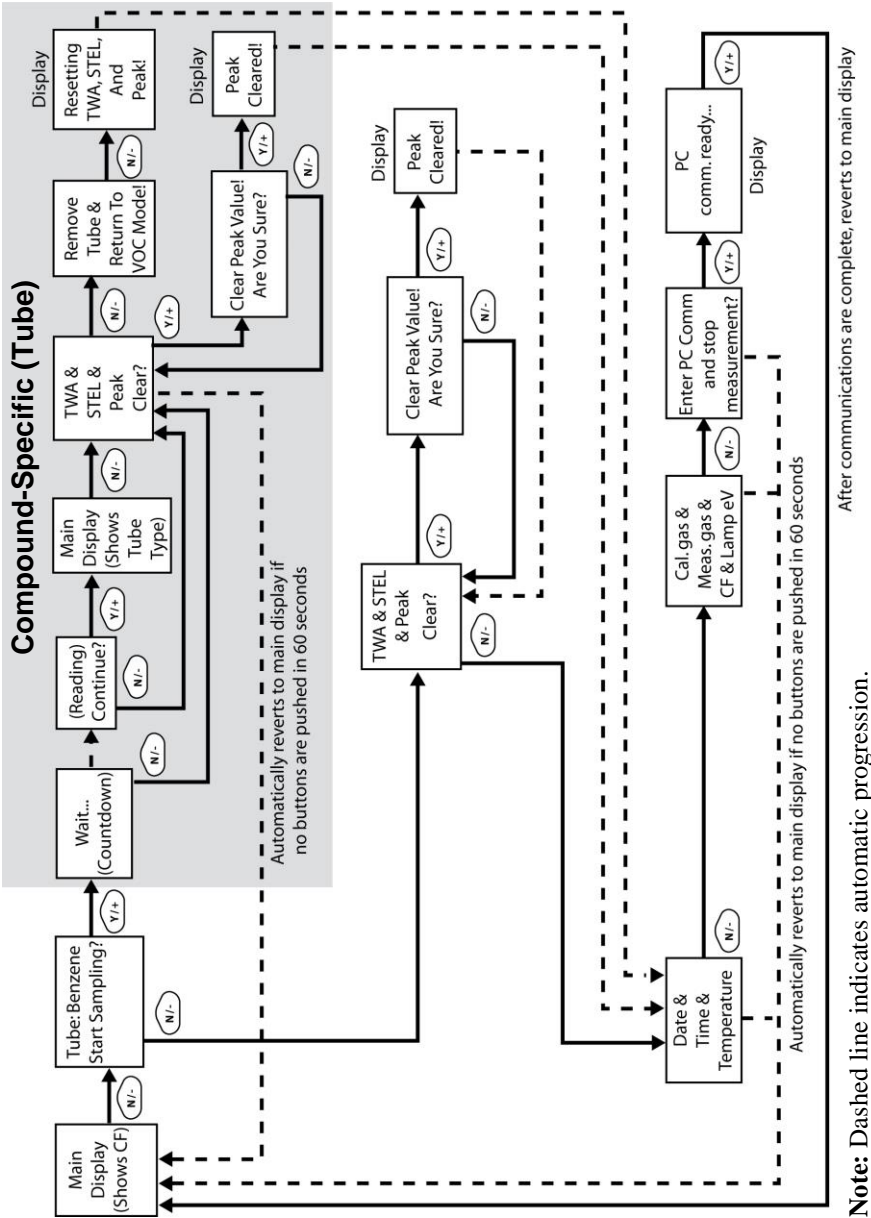 Compound-Specific (Tube)
Main
Display
(Shows CF)
N/-
Tube: Benzene
Start Sampling?
Y/+
N/-
Wait...
(Countdown)
N/-
(Reading)
Continue?
Y/+
N/-
Main
Display
(Shows
Tube
Type)
N/-
TWA &
STEL &
Peak
Clear?
N/-
Y/+
Remove
Tube &
Return To
VOC Mode!
N/-
Display
Resetting
TWA, STEL,
And
Peak!
Clear Peak Value!
Are You Sure?
Y/+
N/-
Display
Peak
Cleared!
Automatically reverts to main display if
no buttons are pushed in 60 seconds
TWA & STEL
& Peak
Clear?
Y/+
N/-
Clear Peak Value!
Are You Sure?
Y/+
N/-
Display
Peak
Cleared!
Date &
Time &
Temperature
N/-
Cal. gas &
Meas. gas &
CF & Lamp eV
N/-
Enter PC Comm
and stop
measurement?
Y/+
PC
comm.ready...
Display
Y/+
Automatically reverts to main display if no buttons are pushed in 60 seconds
After communications are complete, reverts to main display
Note: Dashed line indicates automatic progression.